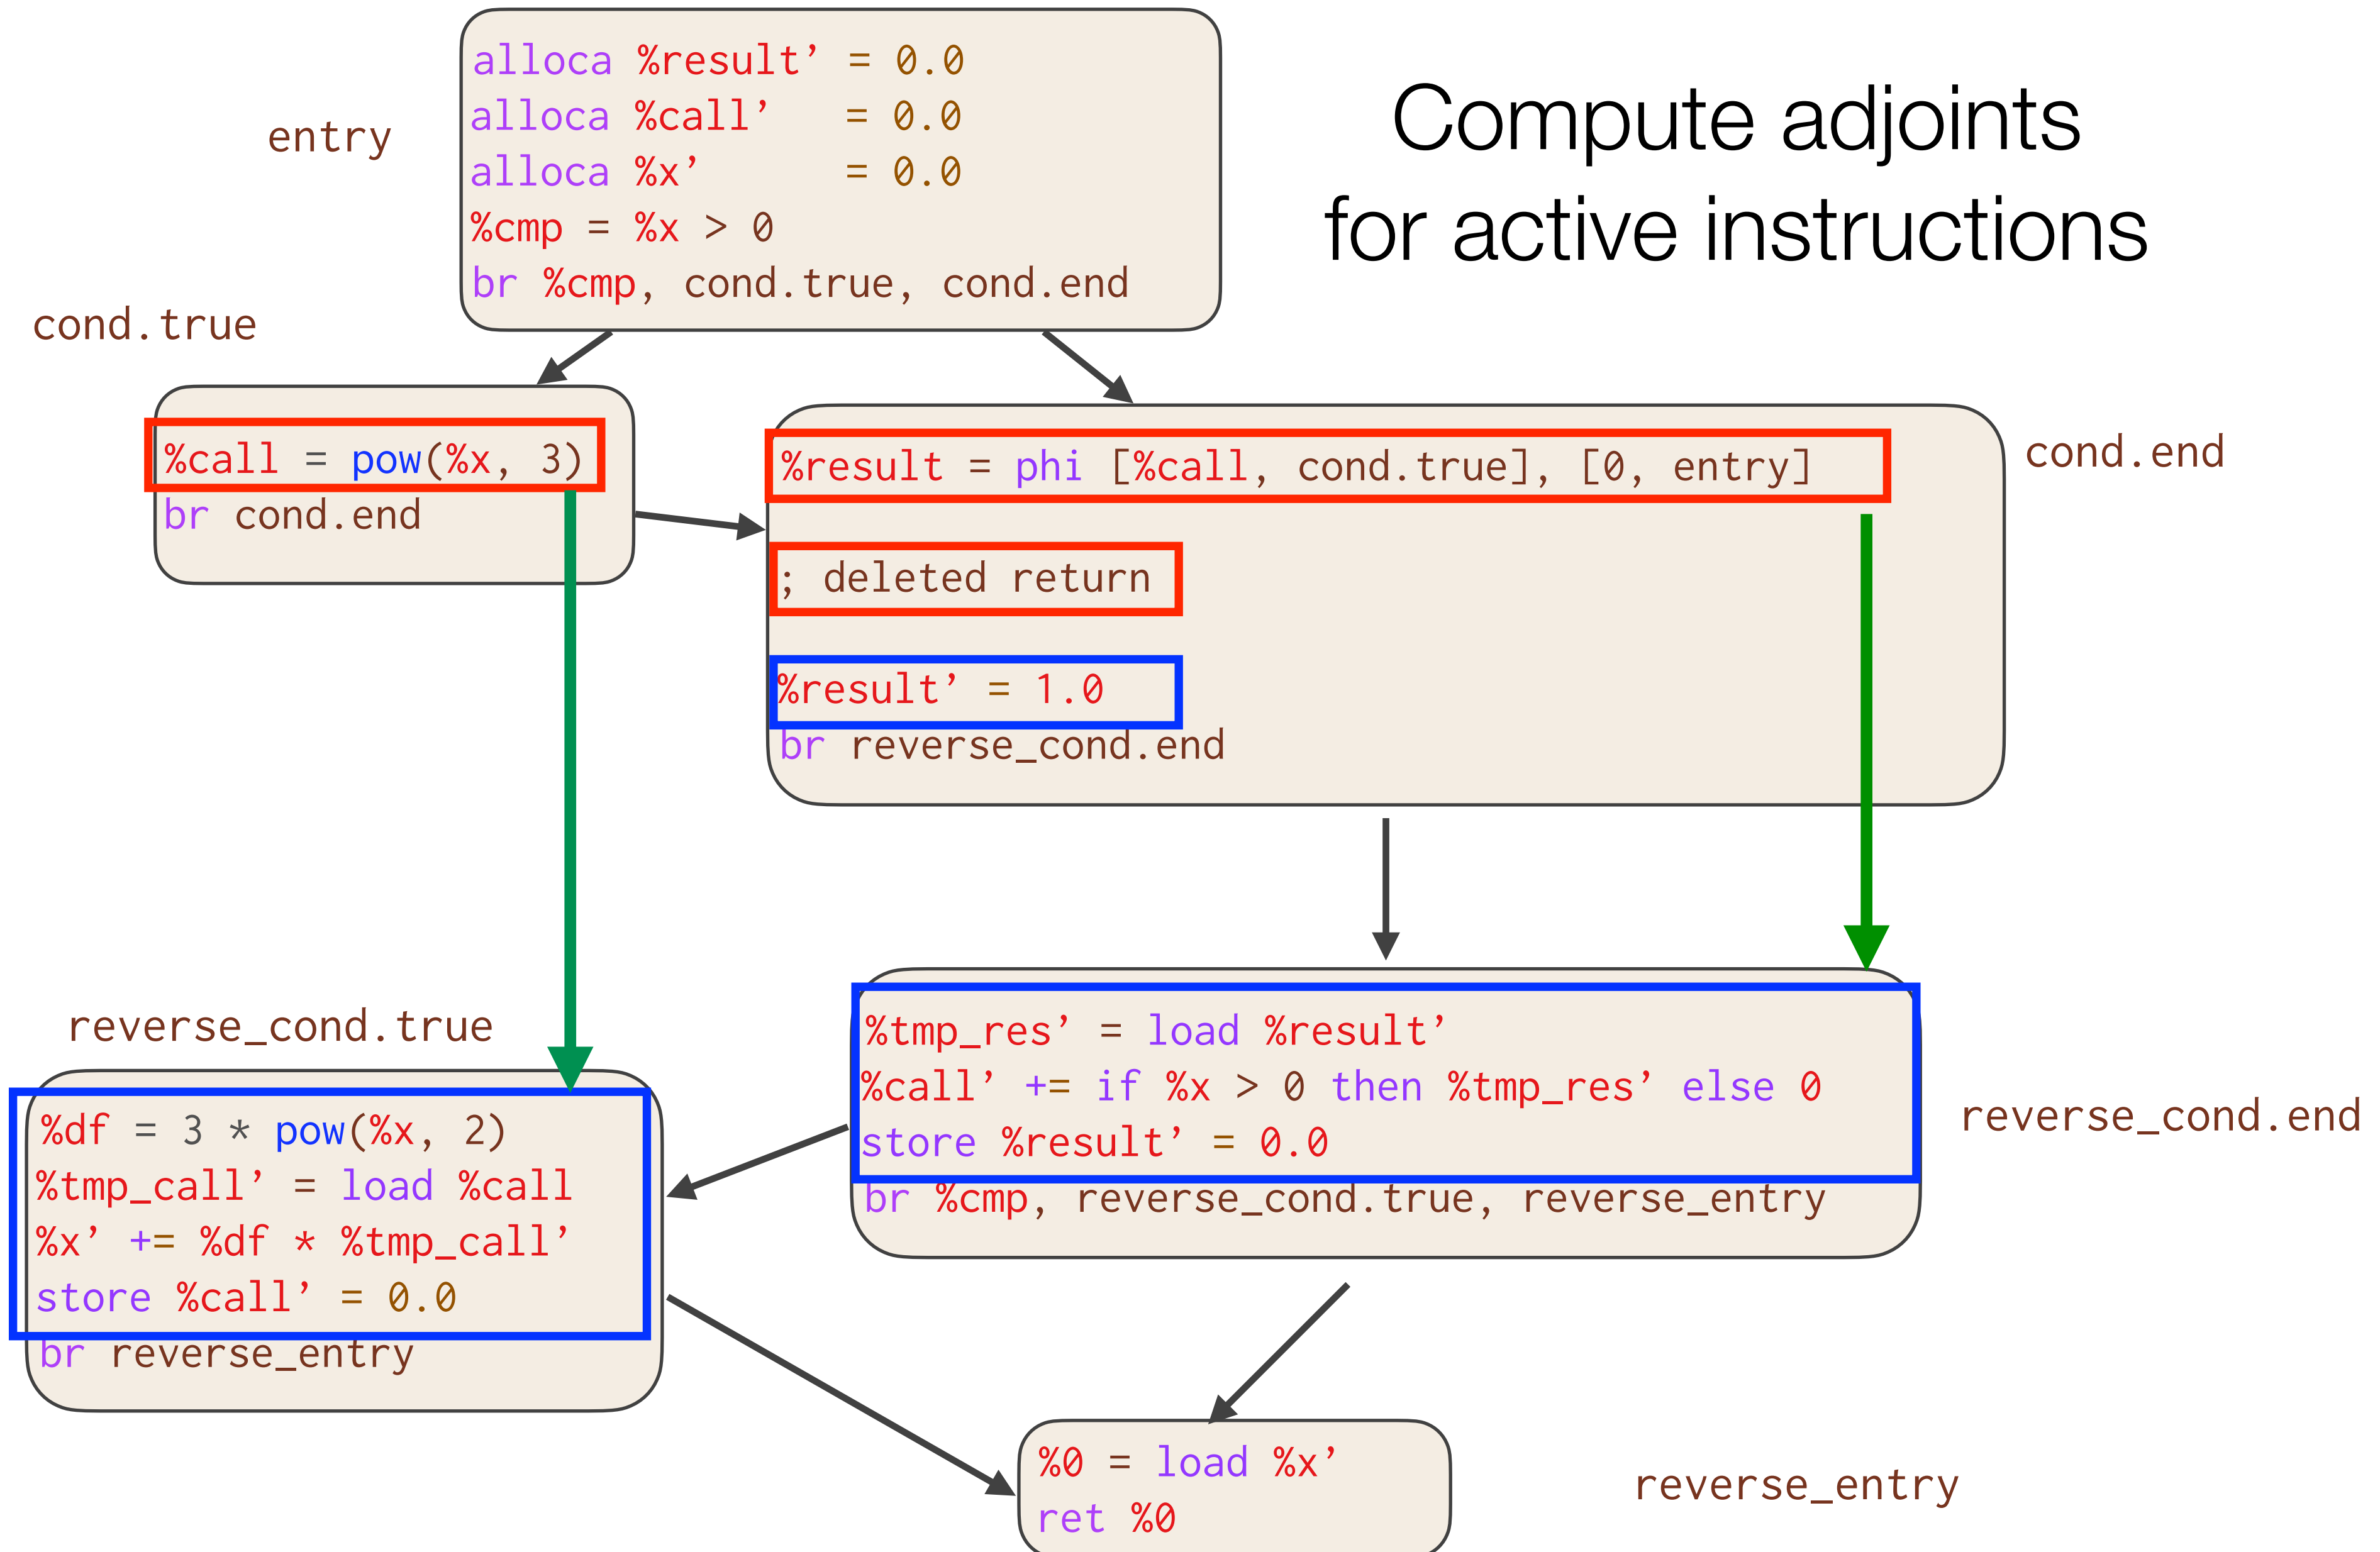 Compute adjoints
for active instructions
entry
alloca %result’ = 0.0
alloca %call’ = 0.0
alloca %x’ = 0.0
%cmp = %x > 0
br %cmp, cond.true, cond.end
cond.true
%call = pow(%x, 3)
br cond.end
cond.end
%result = phi [%call, cond.true], [0, entry]
; deleted return
%result’ = 1.0
br reverse_cond.end
reverse_cond.true
%df = 3 * pow(%x, 2)
%tmp_call’ = load %call
%x’ += %df * %tmp_call’
store %call’ = 0.0
br reverse_entry
reverse_cond.end
%tmp_res’ = load %result’
%call’ += if %x > 0 then %tmp_res’ else 0
store %result’ = 0.0
br %cmp, reverse_cond.true, reverse_entry
reverse_entry
%0 = load %x’
ret %0